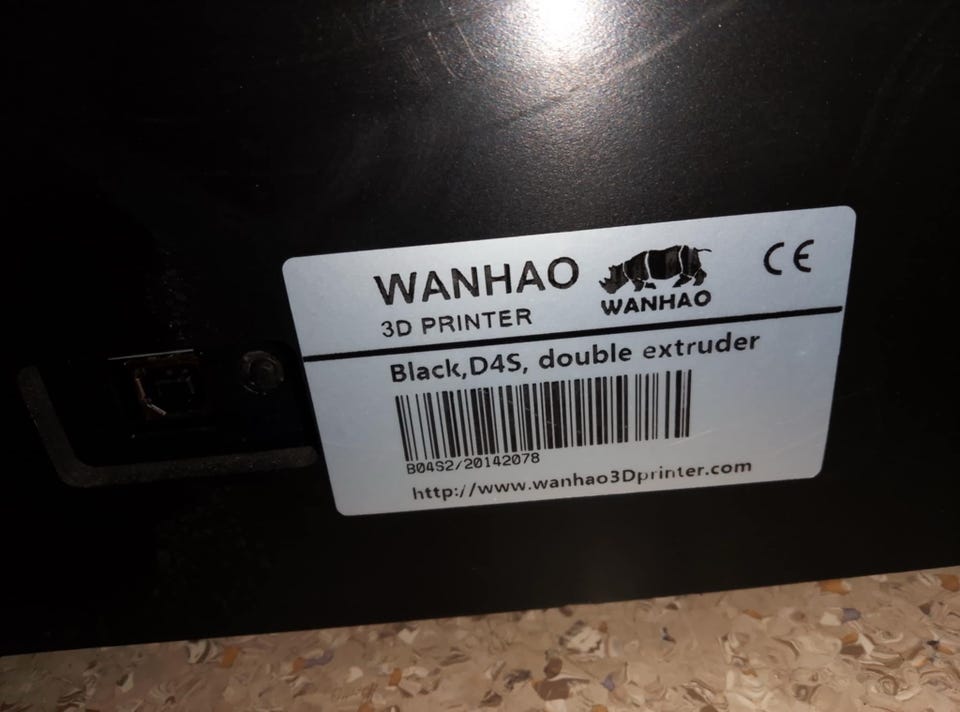 WANHAO
3D PRINTER
WANHAO
CE
Black,D4S, double extruder
B04S2/20142078
http://www.wanhao3Dprinter.com